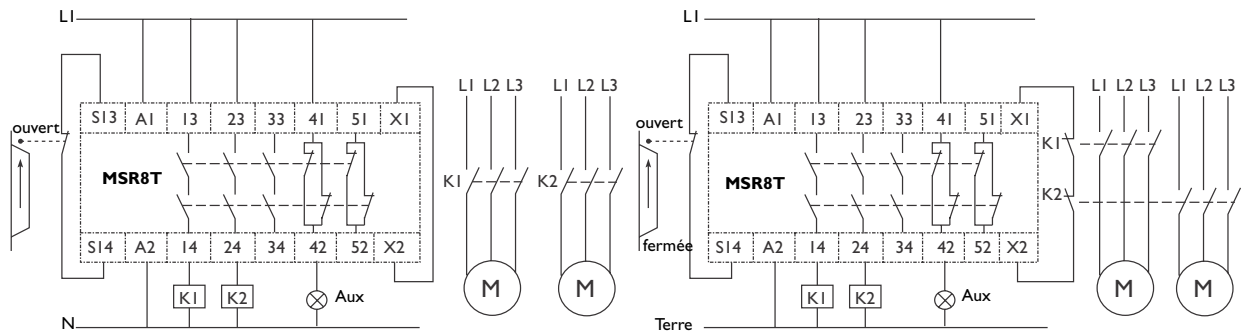 L1
S13 A1 13 23 33 41 51 X1
ouvert
MSR8T
S14 A2 14 24 34 42 52 X2
K1 K2 Aux
N
L1 L2 L3 L1 L2 L3
K1 K2
M M
L1
S13 A1 13 23 33 41 51 X1
ouvert
MSR8T
fermée
S14 A2 14 24 34 42 52 X2
K1 K2 Aux
Terre
L1 L2 L3 L1 L2 L3
K1
K2
M M